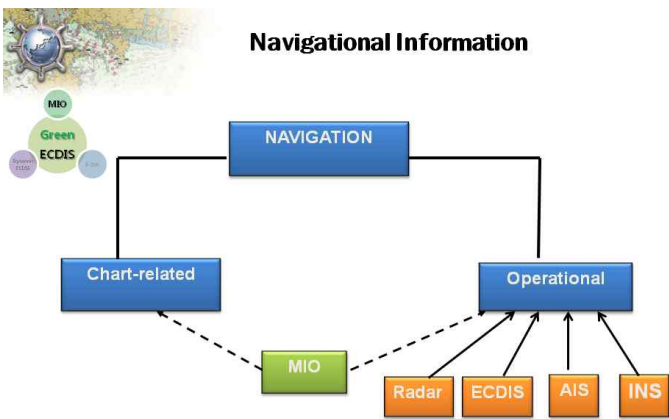 Navigational Information
MIO
Green
ECDIS
NAVIGATION
Chart-related
Operational
MIO
Radar
ECDIS
AIS
INS